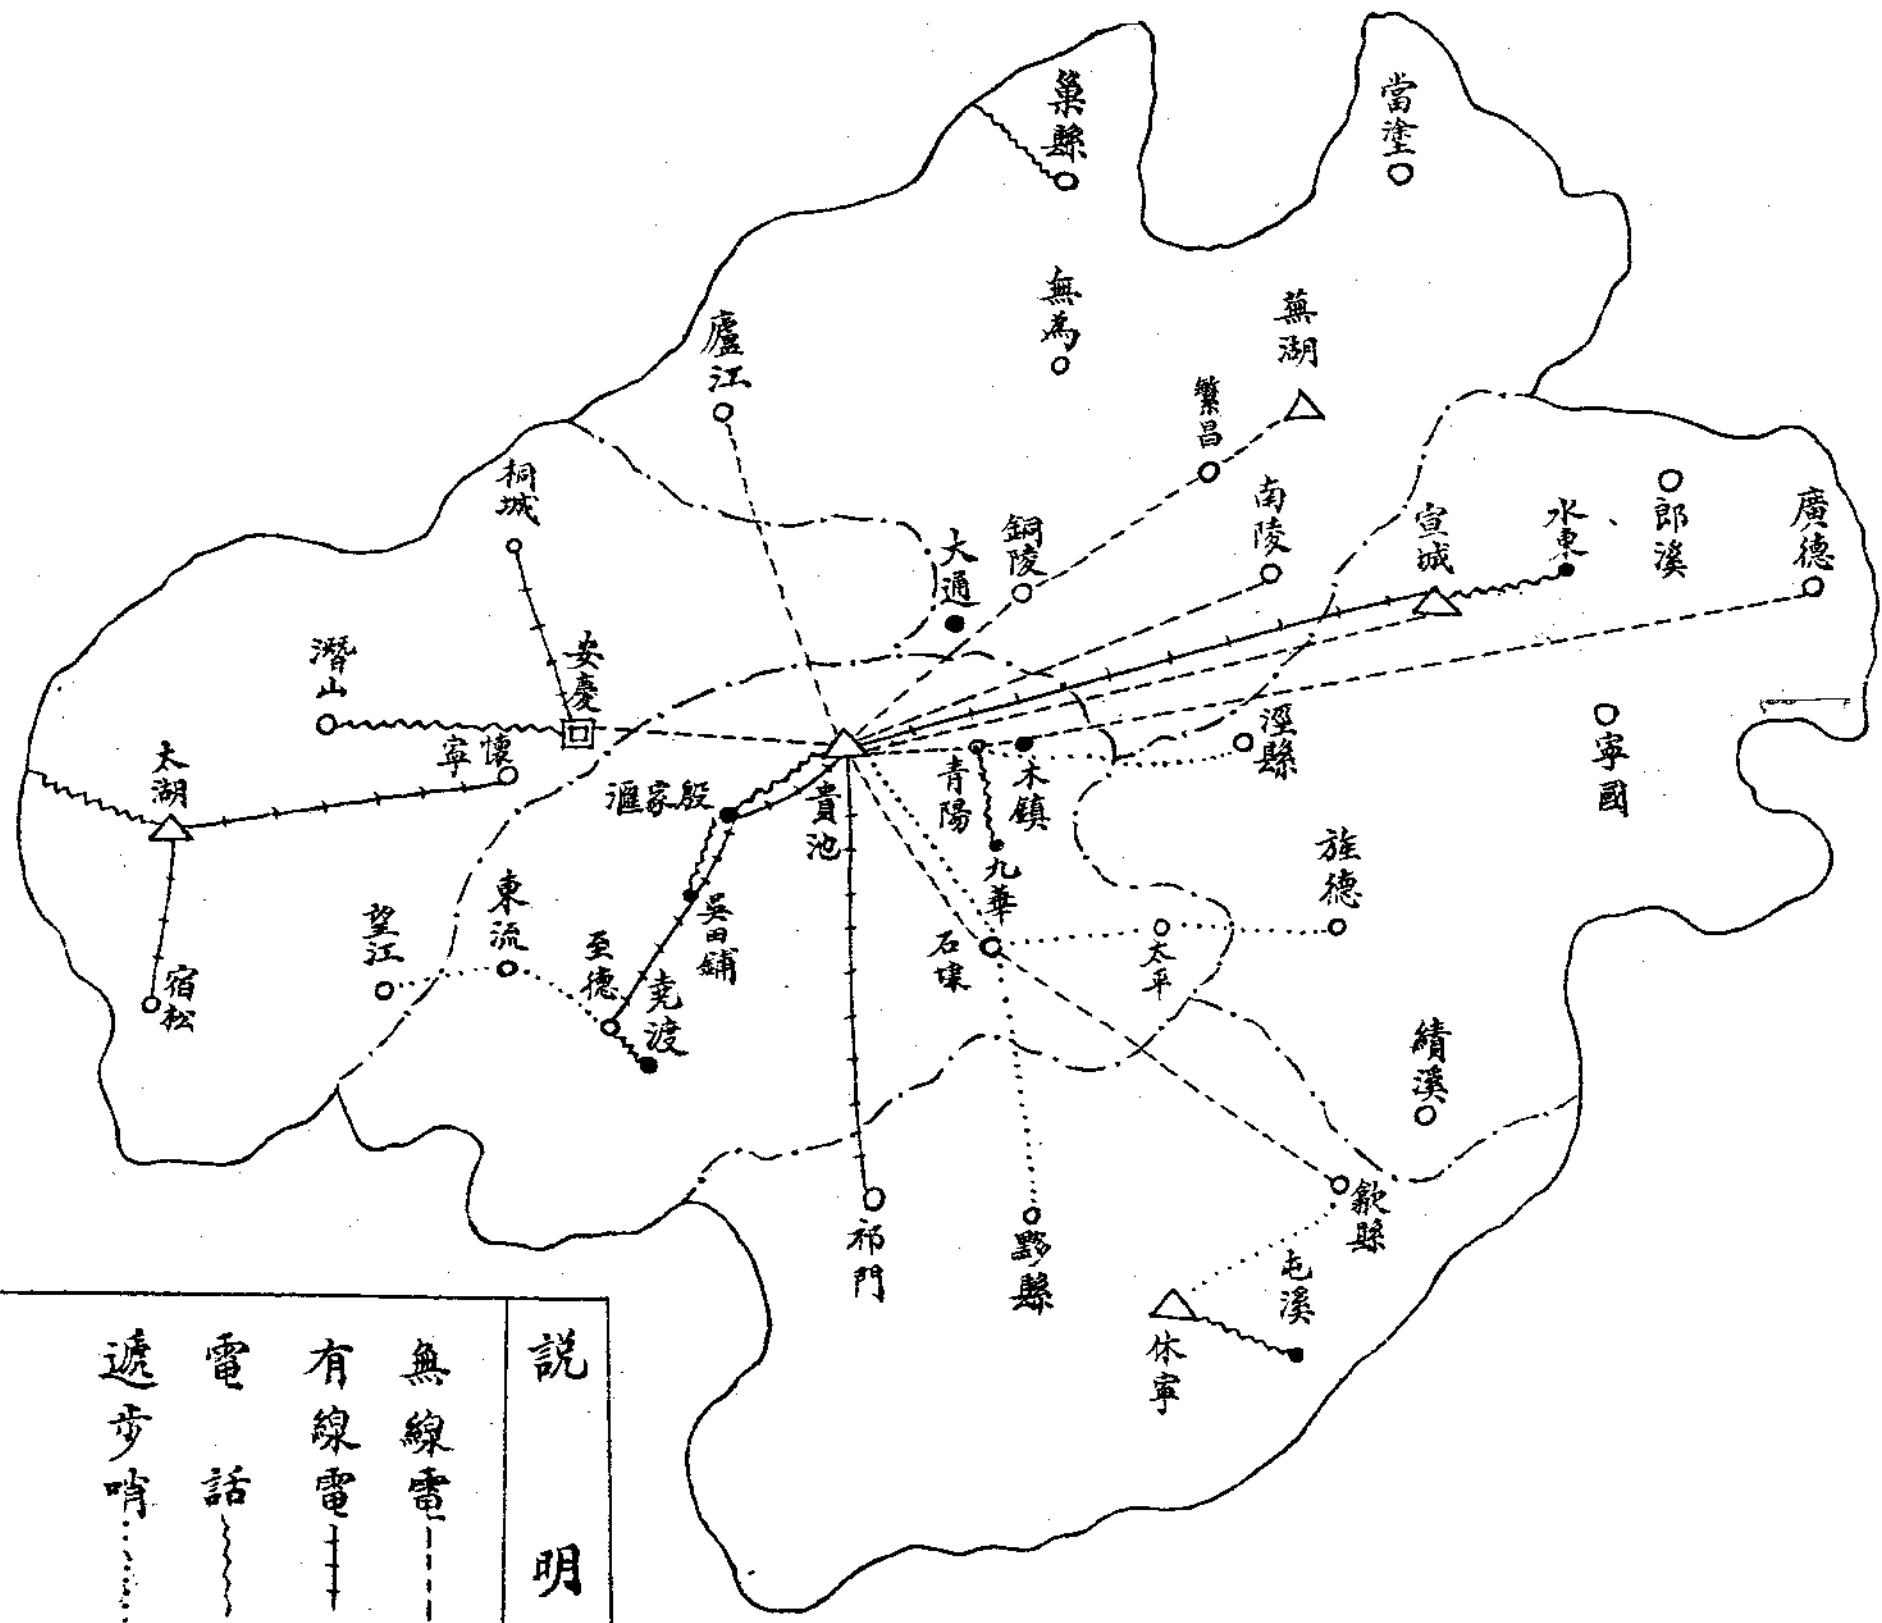 巢縣
當塗
無為
蕪湖
廬江
繁昌
桐城
大通
銅陵
南陵
宣城
水東
郎溪
廣德
潛山
安慶
懷寧
太湖
殷家滙
貴池
青陽
木鎮
九華
涇縣
寧國
旌德
望江
東流
至德
堯渡
吳田鋪
石埭
太平
宿松
績溪
祁門
黟縣
歙縣
屯溪
休寧
説明
無線電
有線電
電話
遞步哨